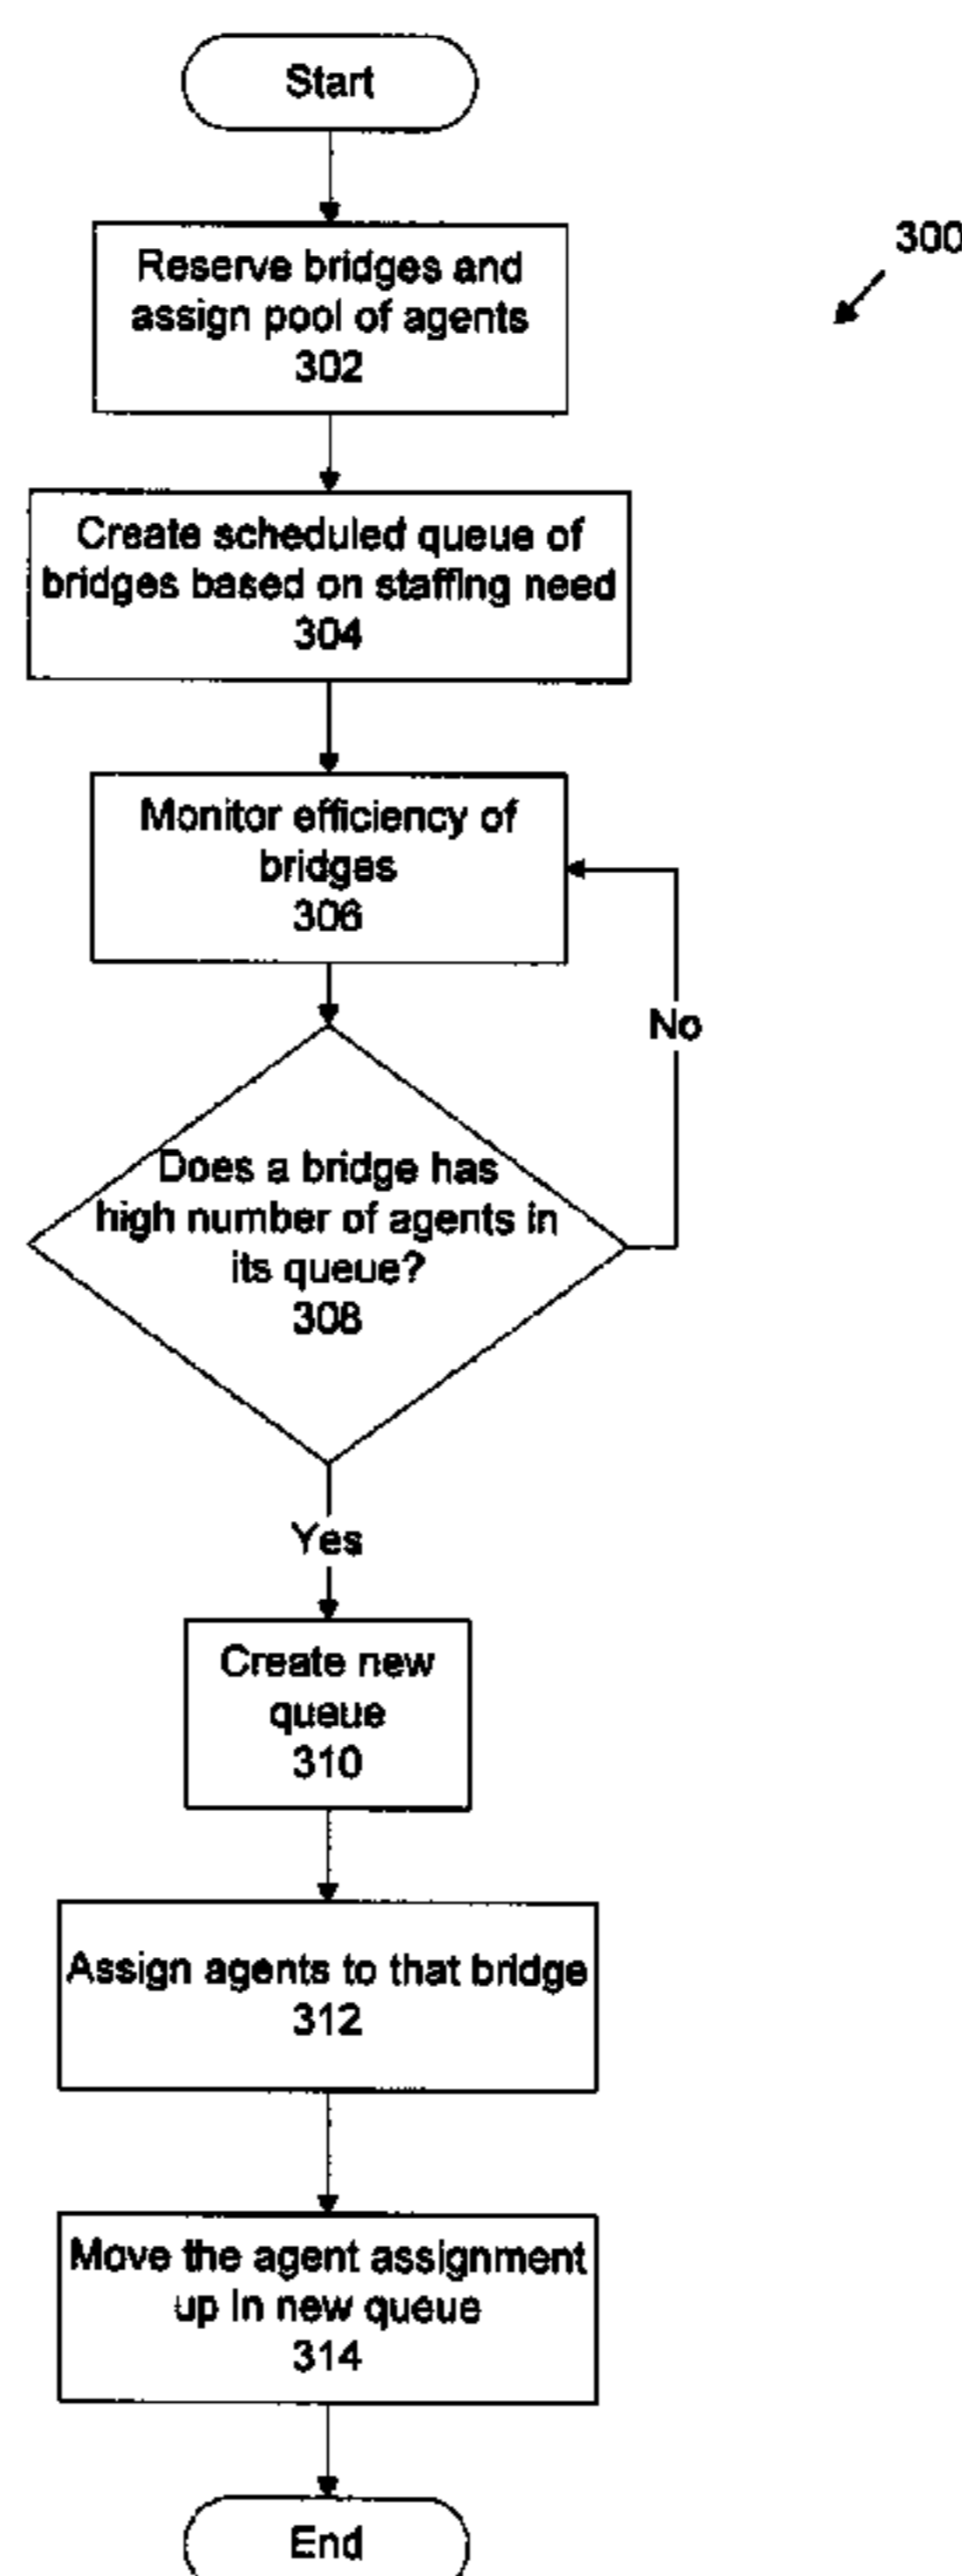 Start
300
Reserve bridges and
assign pool of agents
302
Create scheduled queue of
bridges based on staffing need
304
Monitor efficiency of
bridges
306
No
Does a bridge has
high number of agents in
its queue?
308
Yes
Create new
queue
310
Assign agents to that bridge
312
Move the agent assignment
up in new queue
314
End